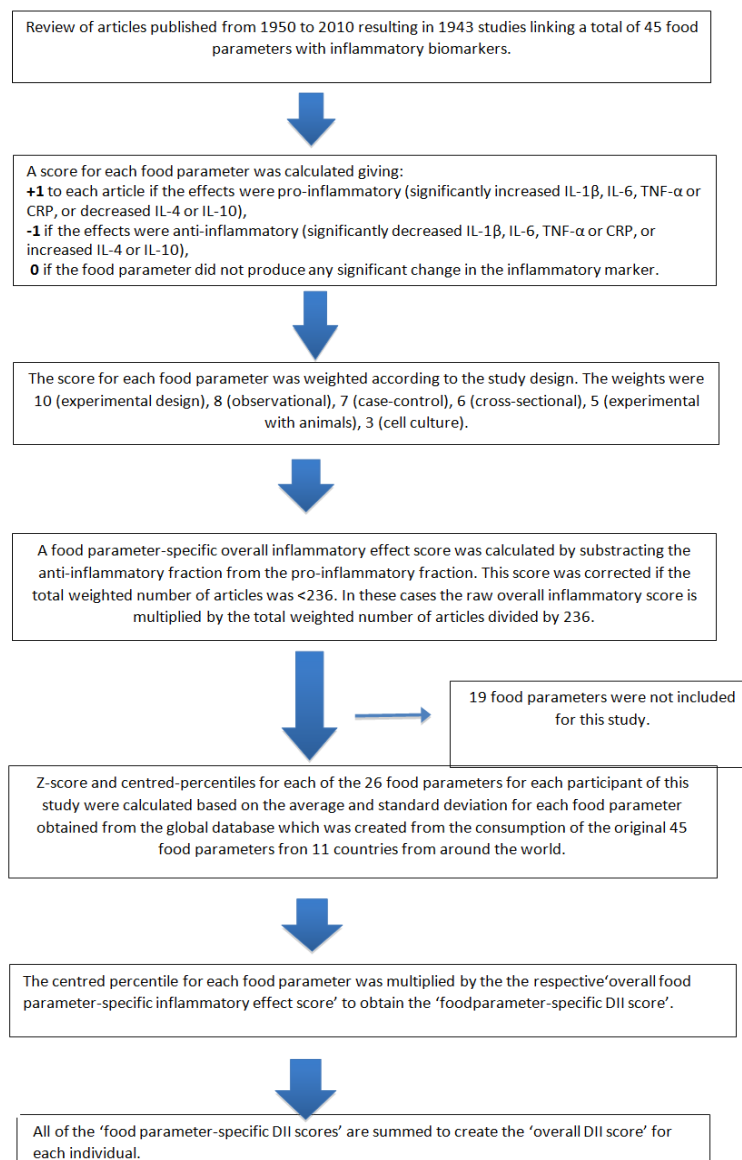 Review of articles published from 1950 to 2010 resulting in 1943 studies linking a total of 45 food
parameters with inflammatory biomarkers.
A score for each food parameter was calculated giving:
+1 to each article if the effects were pro-inflammatory (significantly increased IL-1β, IL-6, TNF-α or
CRP, or decreased IL-4 or IL-10),
-1 if the effects were anti-inflammatory (significantly decreased IL-1β, IL-6, TNF-α or CRP, or
increased IL-4 or IL-10),
0 if the food parameter did not produce any significant change in the inflammatory marker.
The score for each food parameter was weighted according to the study design. The weights were
10 (experimental design), 8 (observational), 7 (case-control), 6 (cross-sectional), 5 (experimental
with animals), 3 (cell culture).
A food parameter-specific overall inflammatory effect score was calculated by substracting the
anti-inflammatory fraction from the pro-inflammatory fraction. This score was corrected if the
total weighted number of articles was <236. In these cases the raw overall inflammatory score is
multiplied by the total weighted number of articles divided by 236.
19 food parameters were not included
for this study.
Z-score and centred-percentiles for each of the 26 food parameters for each participant of this
study were calculated based on the average and standard deviation for each food parameter
obtained from the global database which was created from the consumption of the original 45
food parameters fron 11 countries from around the world.
The centred percentile for each food parameter was multiplied by the the respective‘overall food
parameter-specific inflammatory effect score’ to obtain the ‘foodparameter-specific DII score’.
All of the ‘food parameter-specific DII scores’ are summed to create the ‘overall DII score’ for
each individual.